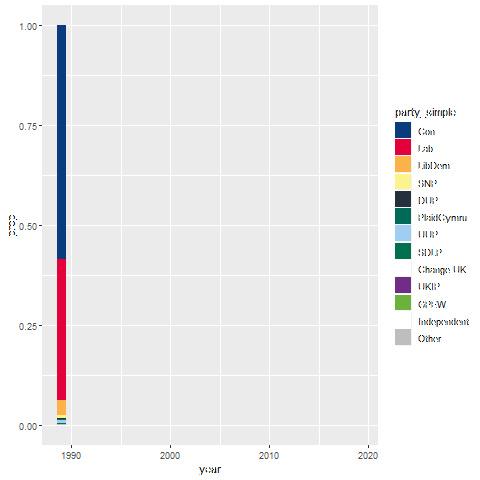 1.00
0.75
0.50
0.25
0.00
prop
1990
2000
2010
2020
year
party_simple
Con
Lab
LibDem
SNP
DUP
PlaidCymru
UUP
SDLP
Change UK
UKIP
GPEW
Independent
Other